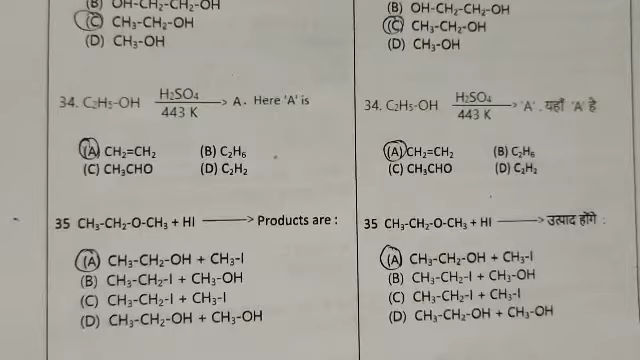 (B) OH-CH₂-CH₂-OH
(C) CH₃-CH₂-OH
(D) CH₃-OH
34. C₂H₅-OH H₂SO₄ / 443 K → A. Here 'A' is
(A) CH₂=CH₂ (B) C₂H₆
(C) CH₃CHO (D) C₂H₂
35 CH₃-CH₂-O-CH₃ + HI ⟶ Products are :
(A) CH₃-CH₂-OH + CH₃-I
(B) CH₃-CH₂-I + CH₃-OH
(C) CH₃-CH₂-I + CH₃-I
(D) CH₃-CH₂-OH + CH₃-OH
(B) OH-CH₂-CH₂-OH
(C) CH₃-CH₂-OH
(D) CH₃-OH
34. C₂H₅-OH H₂SO₄ / 443 K → 'A'. यहाँ 'A' है
(A) CH₂=CH₂ (B) C₂H₆
(C) CH₃CHO (D) C₂H₂
35 CH₃-CH₂-O-CH₃ + HI ⟶ उत्पाद होंगे :
(A) CH₃-CH₂-OH + CH₃-I
(B) CH₃-CH₂-I + CH₃-OH
(C) CH₃-CH₂-I + CH₃-I
(D) CH₃-CH₂-OH + CH₃-OH